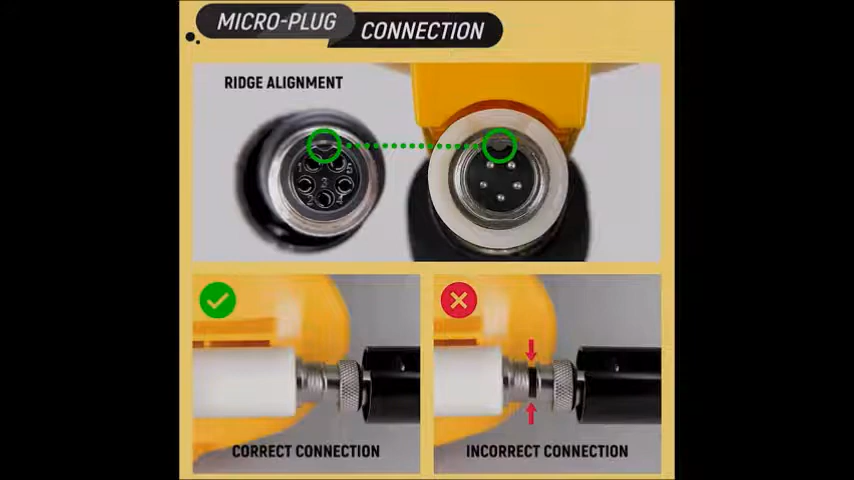 MICRO-PLUG
CONNECTION
RIDGE ALIGNMENT
CORRECT CONNECTION
INCORRECT CONNECTION